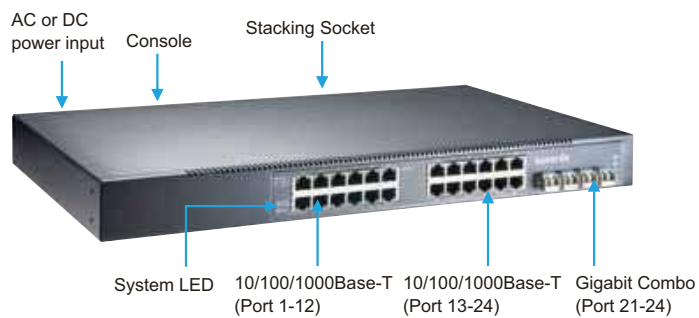 AC or DC
power input
Console
Stacking Socket
System LED
10/100/1000Base-T
(Port 1-12)
10/100/1000Base-T
(Port 13-24)
Gigabit Combo
(Port 21-24)